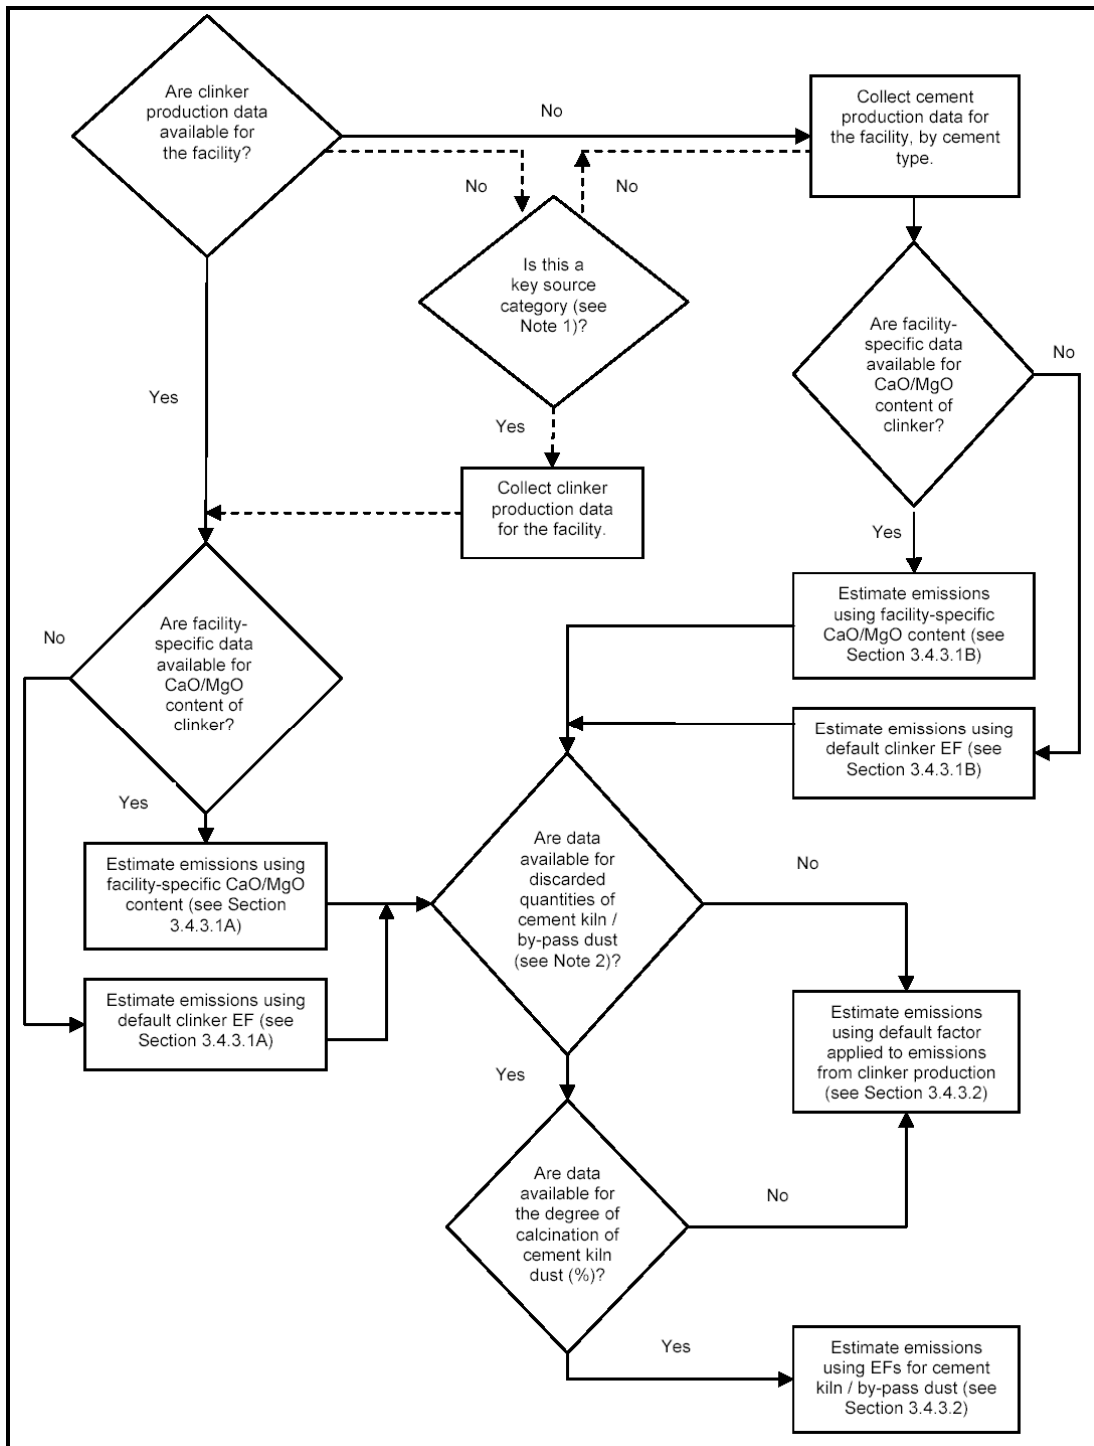 Are clinker
production data
available for
the facility?
No
Collect cement
production data for
the facility, by cement
type.
No
No
Is this a
key source
category (see
Note 1)?
Are facility-
specific data
available for
CaO/MgO
content of
clinker?
No
Yes
Yes
Collect clinker
production data
for the facility.
Yes
Estimate emissions
using facility-specific
CaO/MgO content (see
Section 3.4.3.1B)
No
Are facility-
specific data
available for
CaO/MgO
content of
clinker?
Estimate emissions using
default clinker EF (see
Section 3.4.3.1B)
Yes
Estimate emissions using
facility-specific CaO/MgO
content (see Section
3.4.3.1A)
Are data
available for
discarded
quantities of
cement kiln /
by-pass dust
(see Note 2)?
No
Estimate emissions using
default clinker EF (see
Section 3.4.3.1A)
Estimate emissions
using default factor
applied to emissions
from clinker production
(see Section 3.4.3.2)
Yes
Are data
available for
the degree of
calcination of
cement kiln
dust (%)?
No
Yes
Estimate emissions
using EFs for cement
kiln / by-pass dust (see
Section 3.4.3.2)